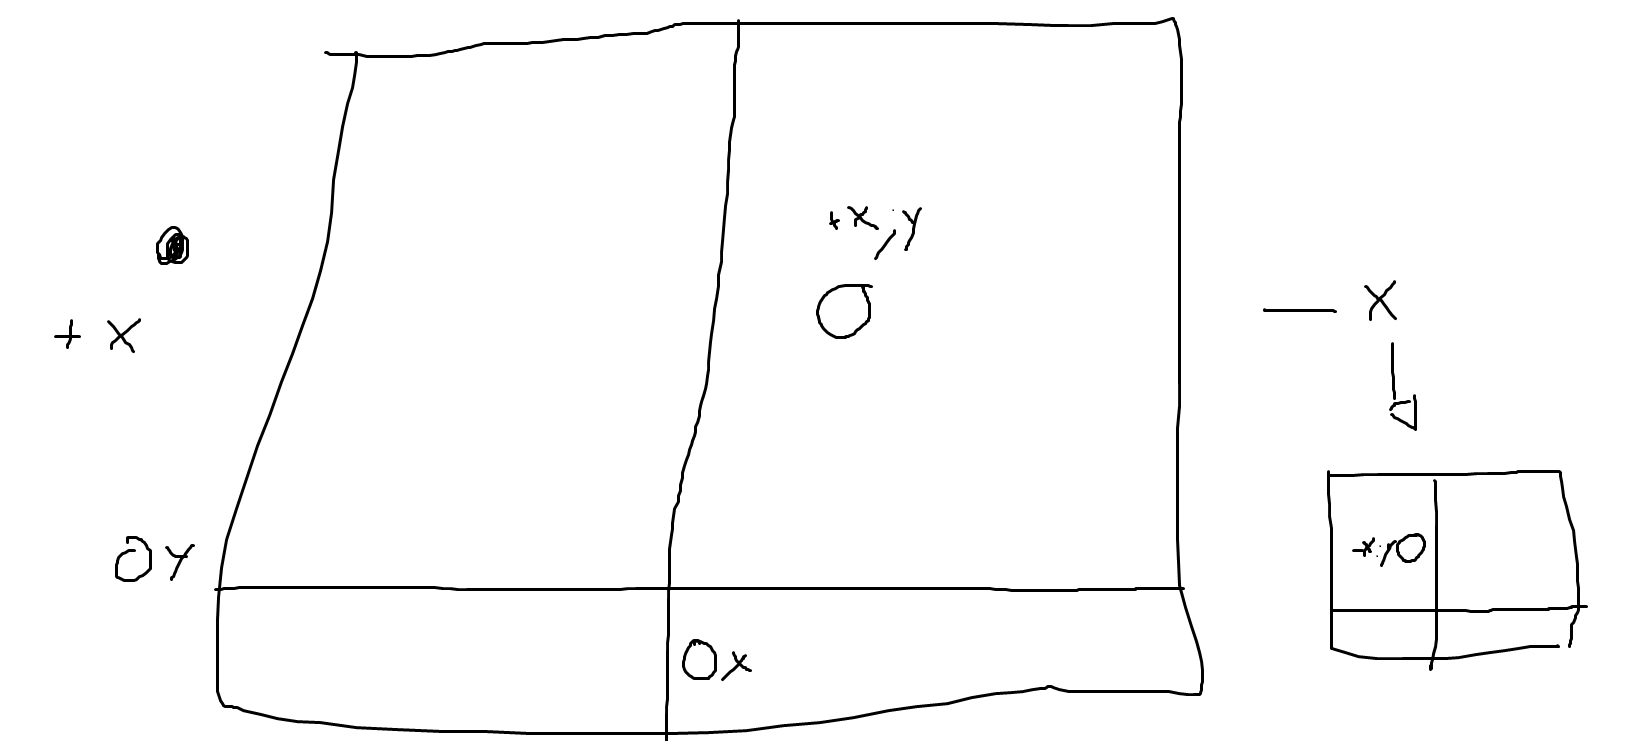 +x,y
+ X
— X
OY
-x,y
OX